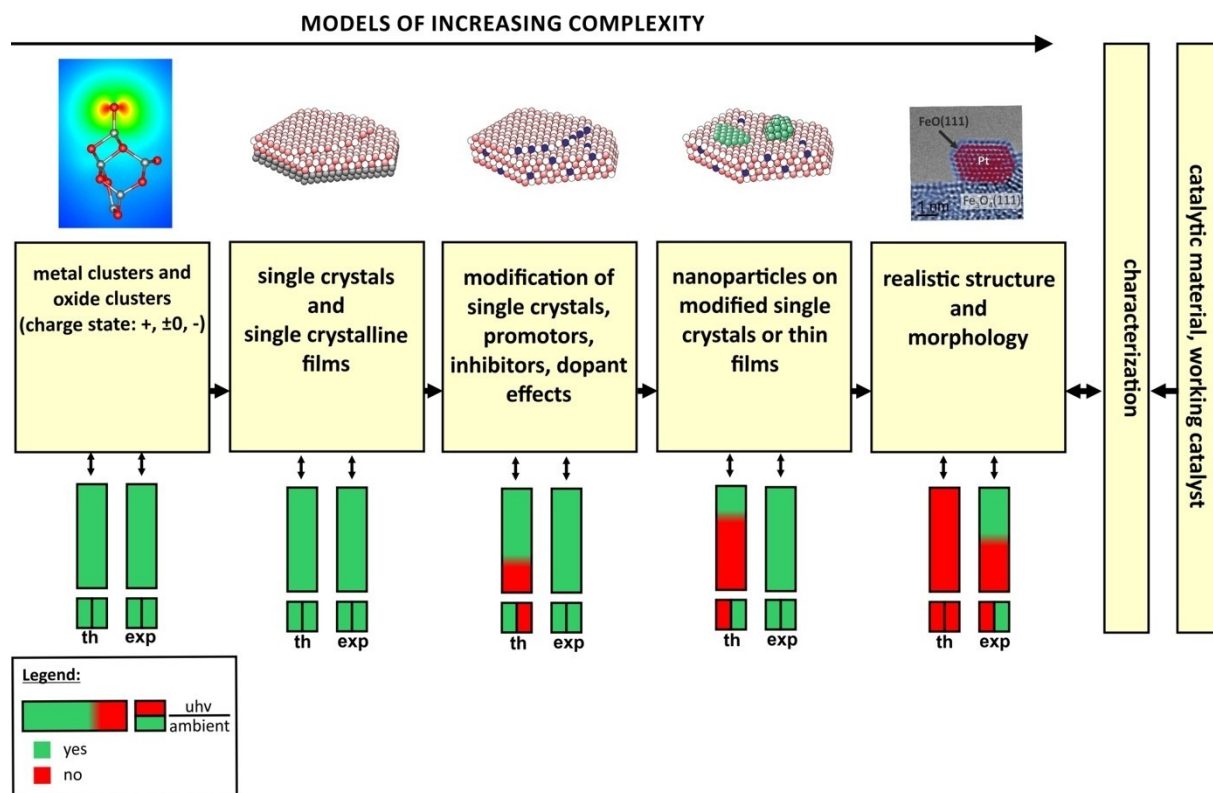 MODELS OF INCREASING COMPLEXITY
FeO(111)
Pt
1 nm
Fe3O4(111)
metal clusters and
oxide clusters
(charge state: +, ±0, -)
single crystals
and
single crystalline
films
modification of
single crystals,
promotors,
inhibitors, dopant
effects
nanoparticles on
modified single
crystals or thin
films
realistic structure
and
morphology
characterization
catalytic material, working catalyst
th exp
th exp
th exp
th exp
th exp
Legend:
uhv
ambient
yes
no